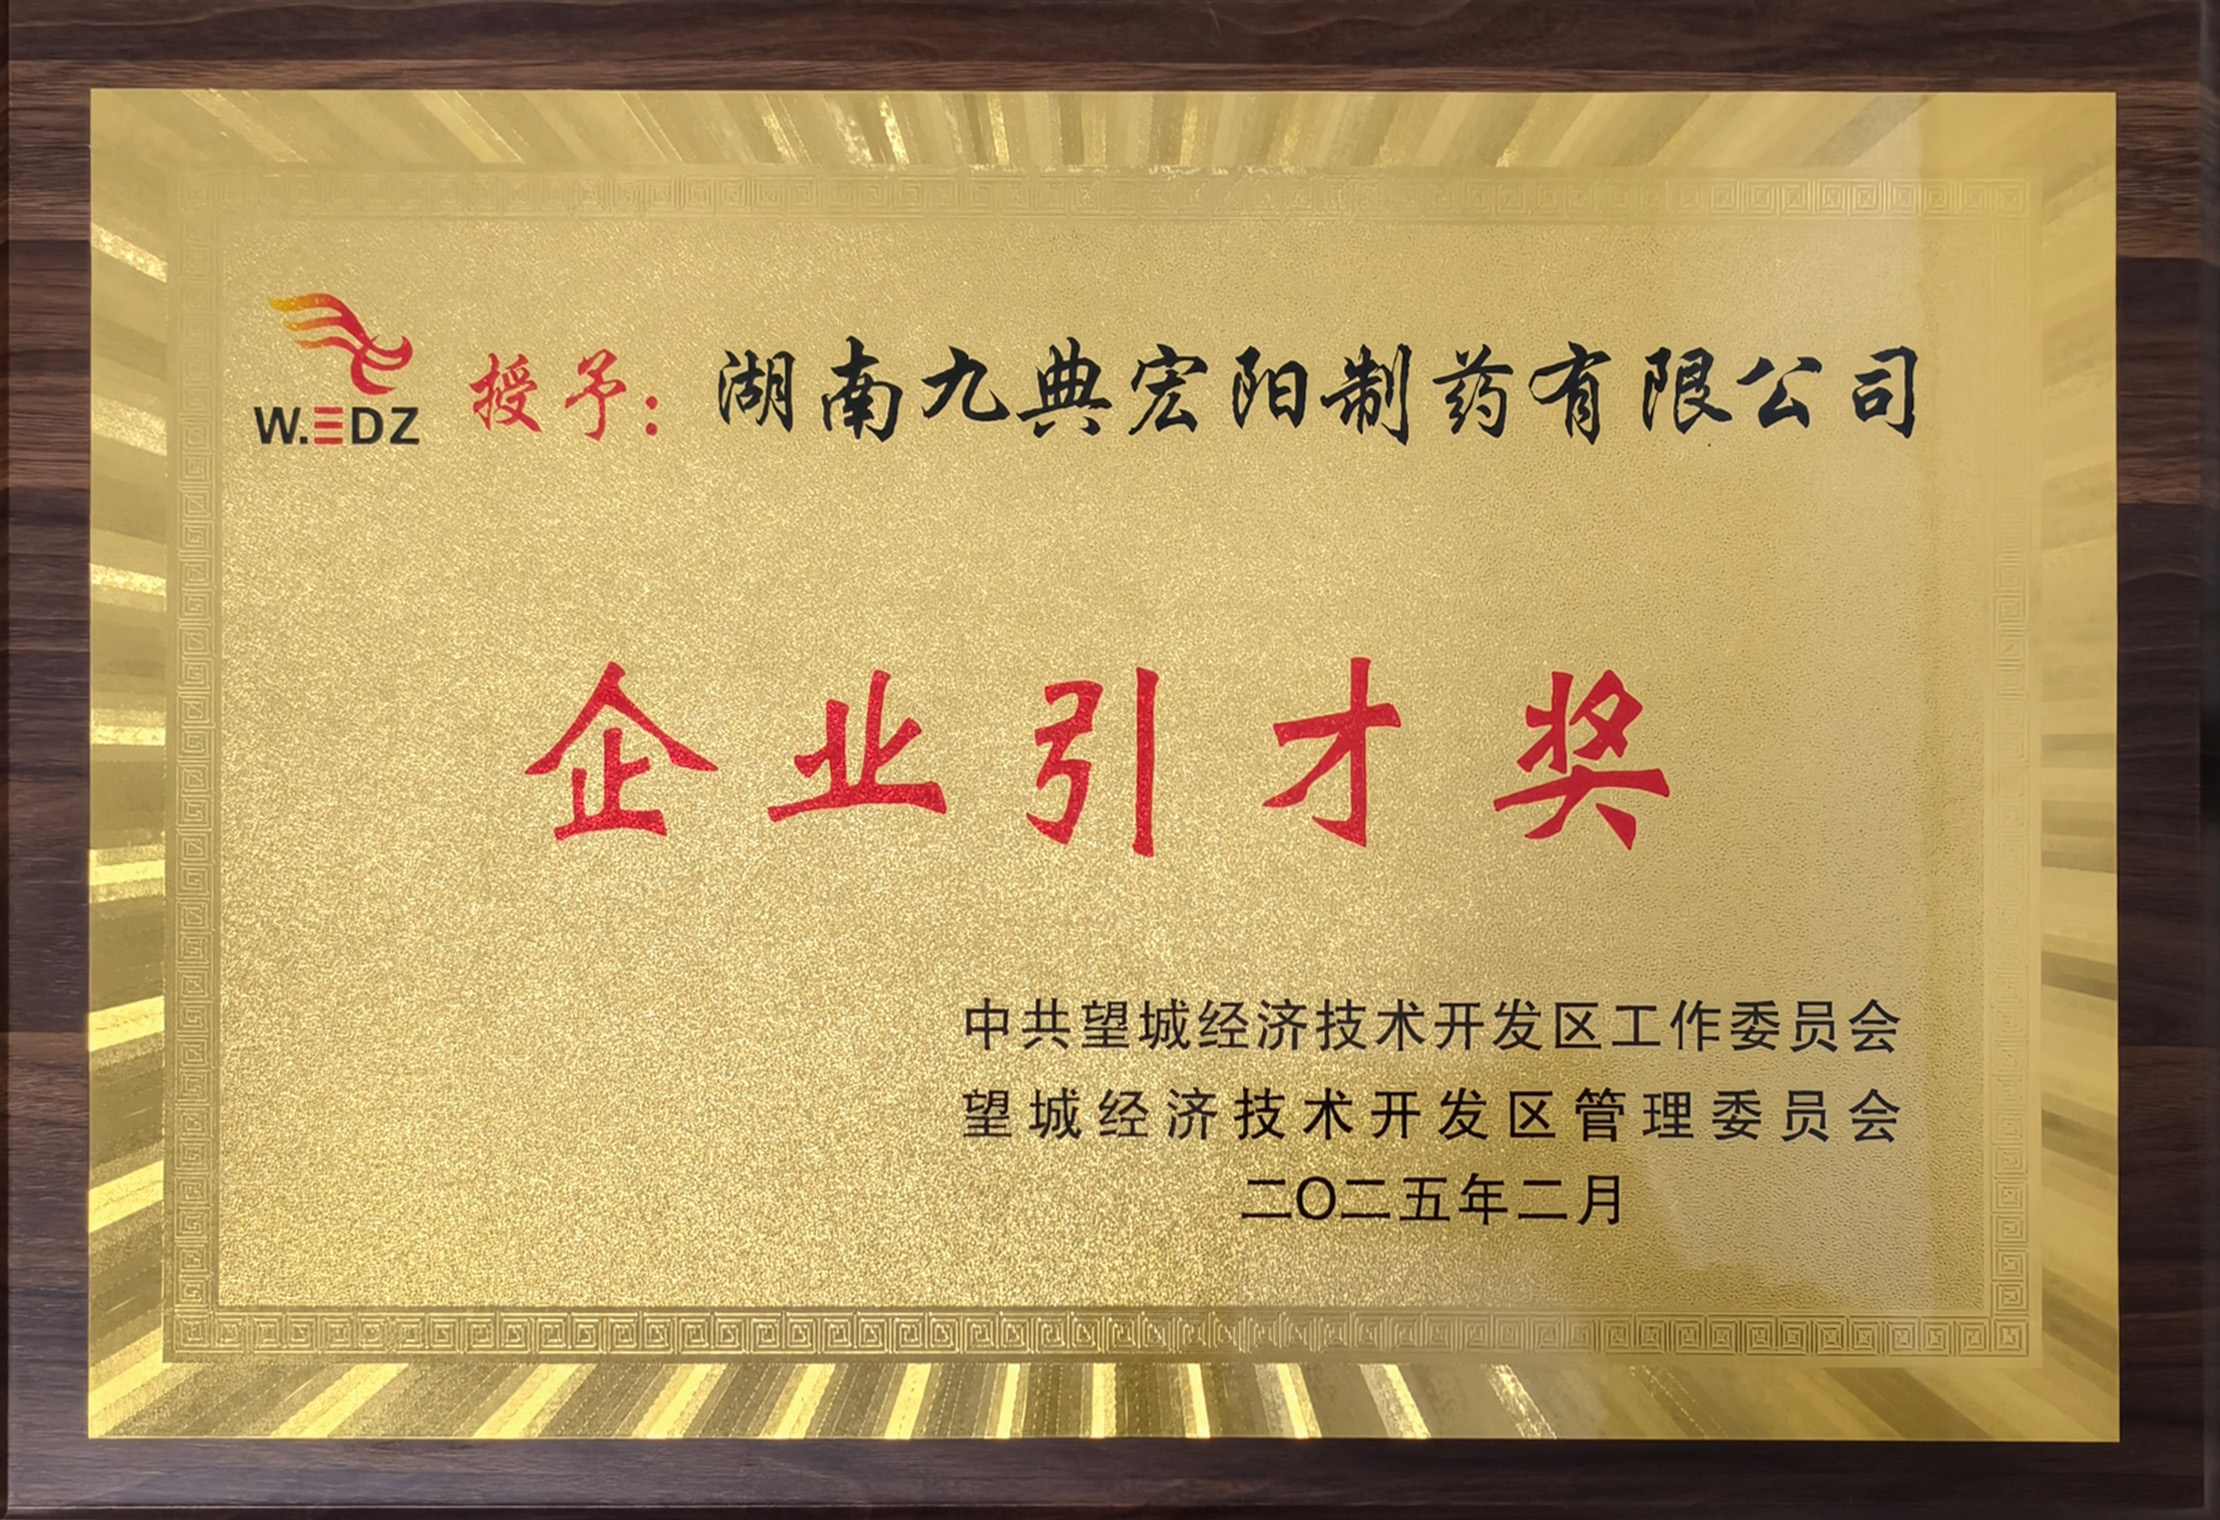 W.EDZ
授予：湖南九典宏阳制药有限公司
企业引才奖
中共望城经济技术开发区工作委员会
望城经济技术开发区管理委员会
二〇二五年二月